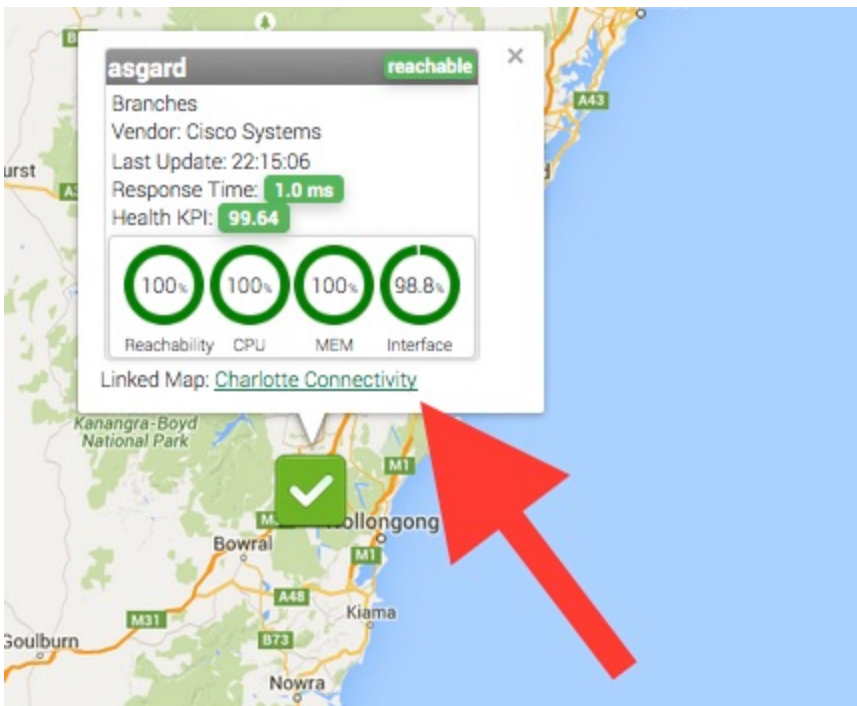 asgard reachable ×
Branches
Vendor: Cisco Systems
Last Update: 22:15:06
Response Time: 1.0 ms
Health KPI: 99.64
100% 100% 100% 98.8%
Reachability CPU MEM Interface
Linked Map: Charlotte Connectivity
A43
urst
Kanangra-Boyd
National Park
M1
Wollongong
Bowral
M1
A48
Kiama
M31
B73
Goulburn
Nowra